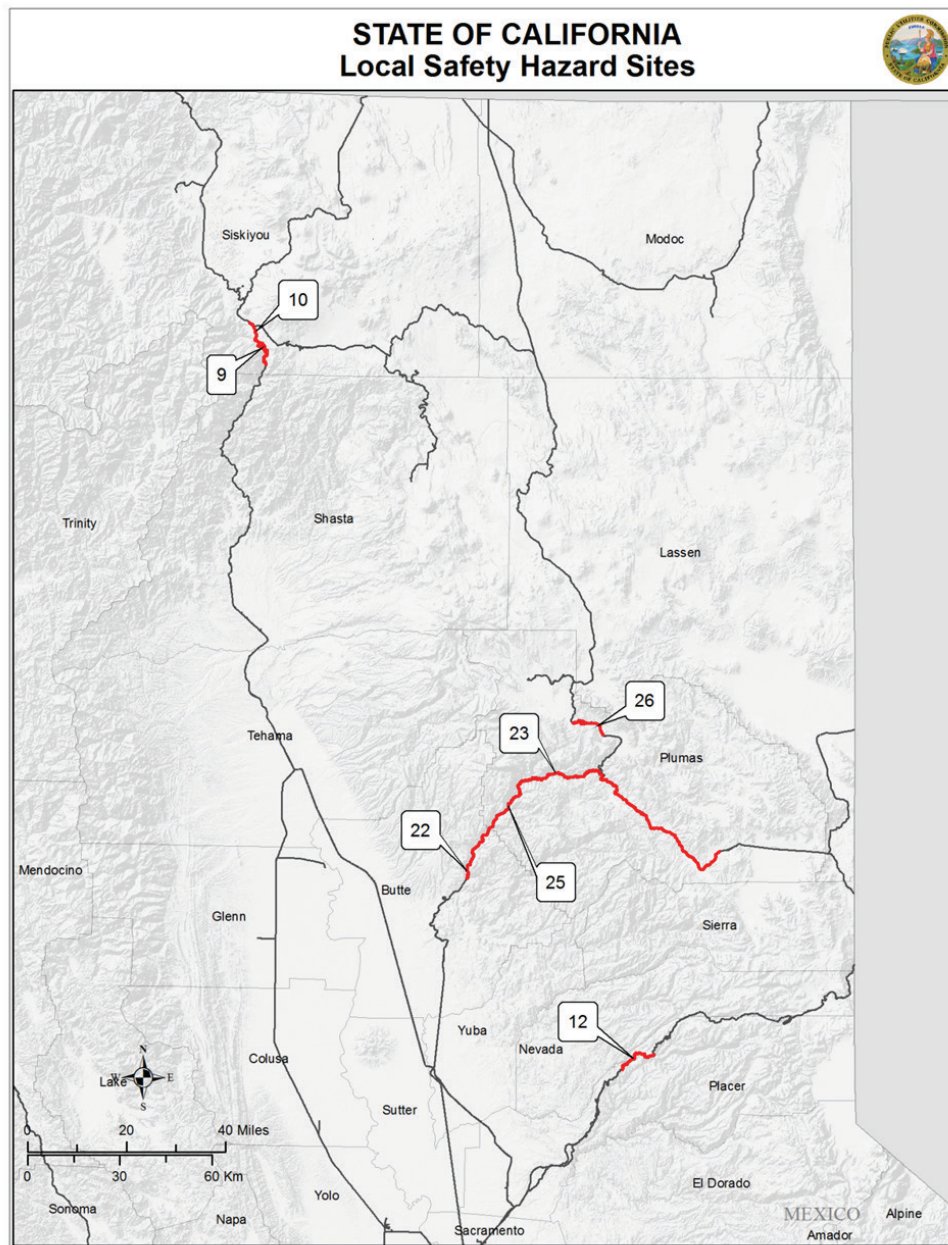 STATE OF CALIFORNIA
Local Safety Hazard Sites
Siskiyou
Modoc
10
9
Trinity
Shasta
Lassen
26
23
Tehama
Plumas
22
25
Mendocino
Butte
Glenn
Sierra
12
Yuba
Nevada
Colusa
N
W E
S
Lake
Placer
Sutter
0 20 40 Miles
0 30 60 Km
El Dorado
Yolo
Sonoma
Napa
Sacramento
MEXICO
Alpine
Amador